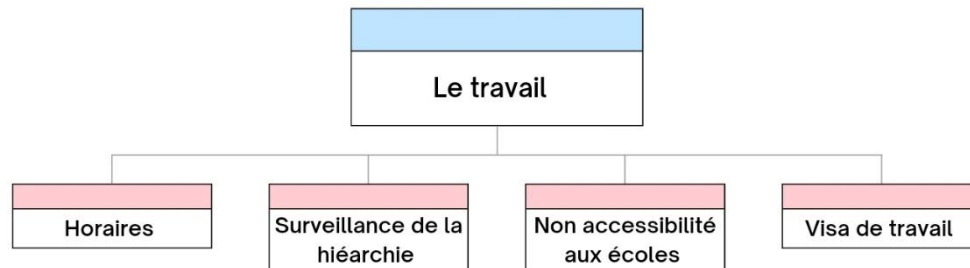 Le travail
Horaires
Surveillance de la
hiéarchie
Non accessibilité
aux écoles
Visa de travail